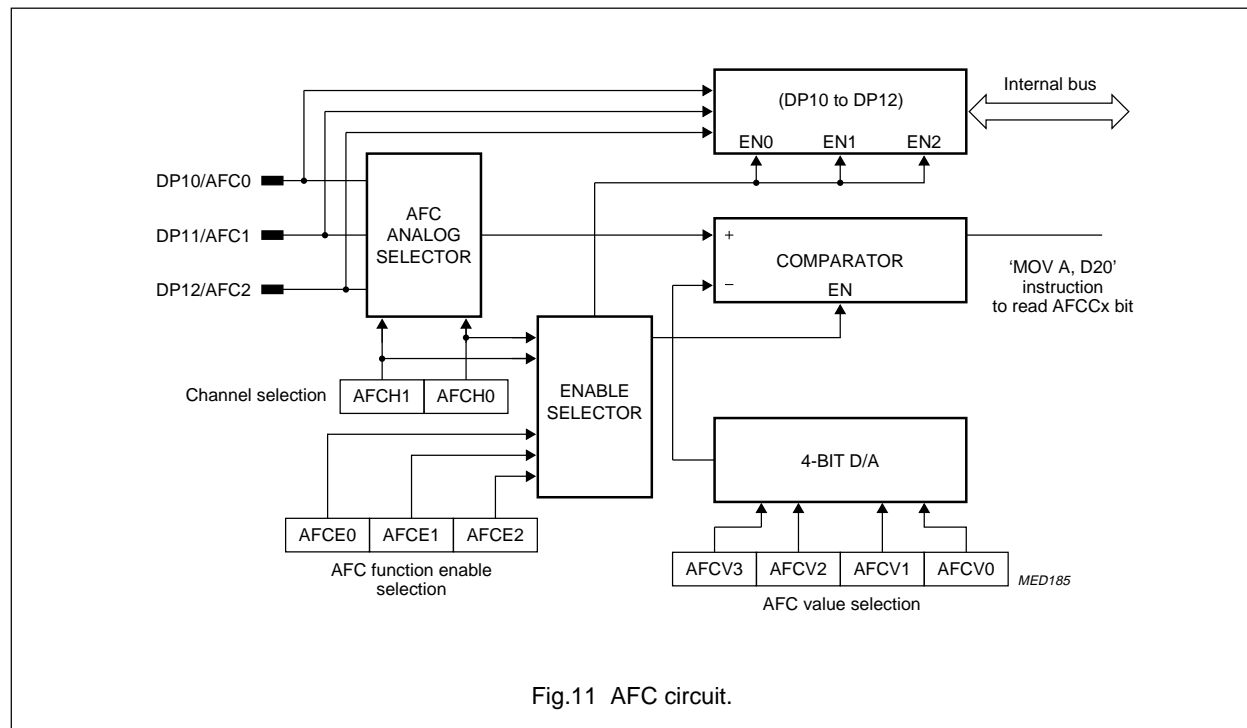 (DP10 to DP12)
Internal bus
EN0 EN1 EN2
DP10/AFC0
DP11/AFC1
DP12/AFC2
AFC
ANALOG
SELECTOR
+
−
COMPARATOR
EN
‘MOV A, D20’
instruction
to read AFCCx bit
Channel selection
AFCH1 AFCH0
ENABLE
SELECTOR
4-BIT D/A
AFCE0 AFCE1 AFCE2
AFC function enable
selection
AFCV3 AFCV2 AFCV1 AFCV0
MED185
AFC value selection
Fig.11 AFC circuit.